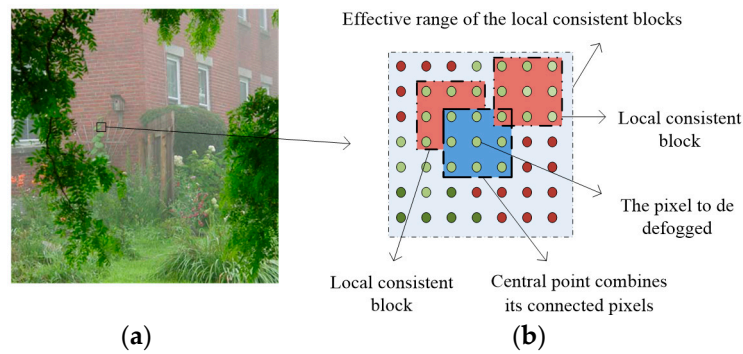 Effective range of the local consistent blocks
Local consistent
block
The pixel to de
defogged
Local consistent
block
Central point combines
its connected pixels
(a)
(b)